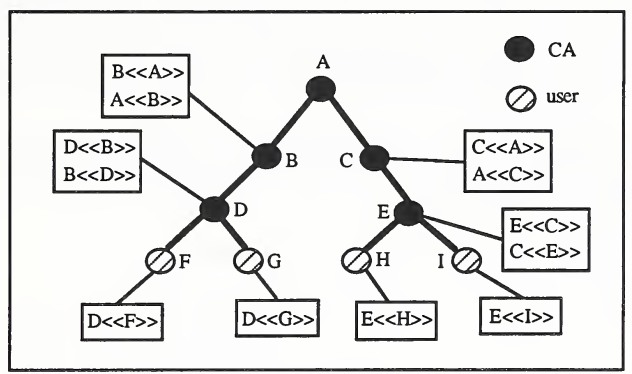 A
CA
user
B<<A>>
A<<B>>
B
C
C<<A>>
A<<C>>
D<<B>>
B<<D>>
D
E
E<<C>>
C<<E>>
F
G
H
I
D<<F>>
D<<G>>
E<<H>>
E<<I>>